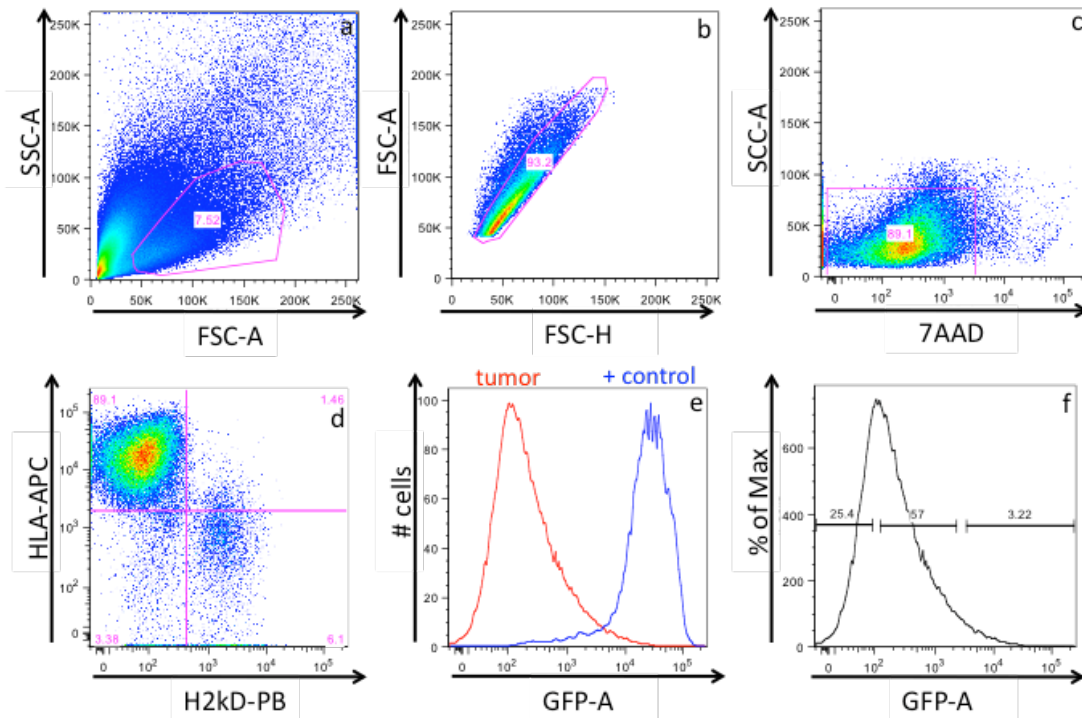 a
250K
200K
150K
100K
50K
0
SSC-A
7.52
0 50K 100K 150K 200K 250K
FSC-A
b
250K
200K
150K
100K
50K
0
FSC-A
93.2
0 50K 100K 150K 200K 250K
FSC-H
c
250K
200K
150K
100K
50K
0
SCC-A
89.1
0 10² 10³ 10⁴ 10⁵
7AAD
d
89.1 1.46
10⁵
10⁴
10³
10²
0
HLA-APC
3.38 6.1
0 10² 10³ 10⁴ 10⁵
H2kD-PB
tumor + control
e
100
80
60
40
20
0
# cells
0 10² 10³ 10⁴ 10⁵
GFP-A
f
600
400
200
0
% of Max
25.4 57 3.22
0 10² 10³ 10⁴ 10⁵
GFP-A